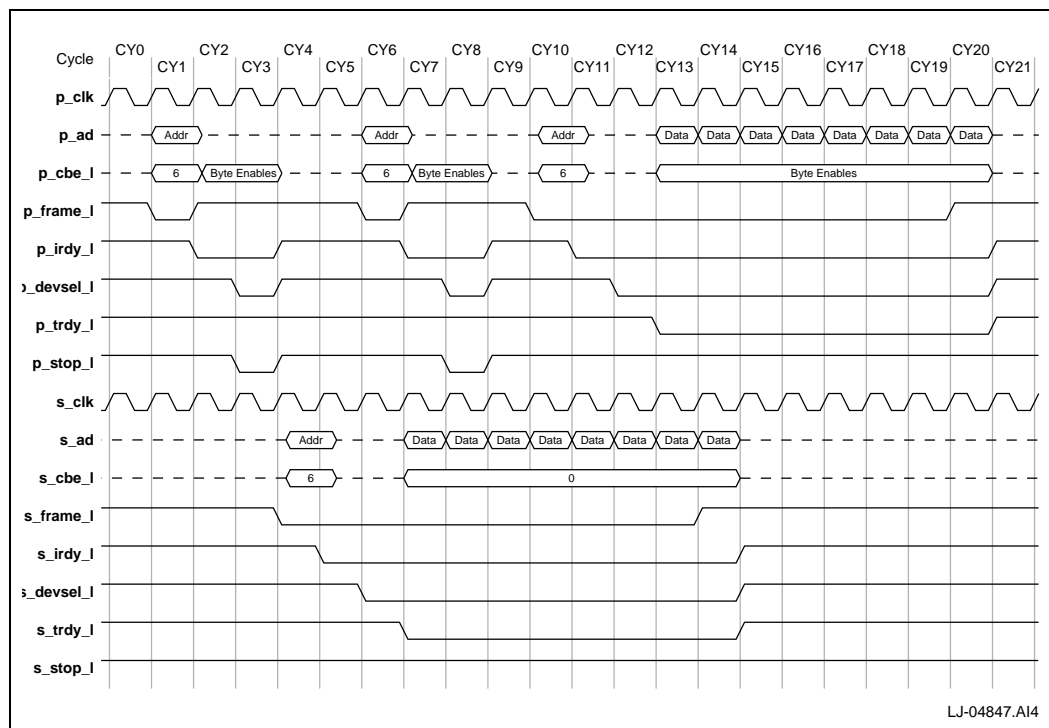 CY0 CY2 CY4 CY6 CY8 CY10 CY12 CY14 CY16 CY18 CY20
Cycle
CY1 CY3 CY5 CY7 CY9 CY11 CY13 CY15 CY17 CY19 CY21
p_clk
p_ad Addr Addr Addr Data Data Data Data Data Data Data Data
p_cbe_l 6 Byte Enables 6 Byte Enables 6 Byte Enables
p_frame_l
p_irdy_l
p_devsel_l
p_trdy_l
p_stop_l
s_clk
s_ad Addr Data Data Data Data Data Data Data Data
s_cbe_l 6 0
s_frame_l
s_irdy_l
s_devsel_l
s_trdy_l
s_stop_l
LJ-04847.AI4